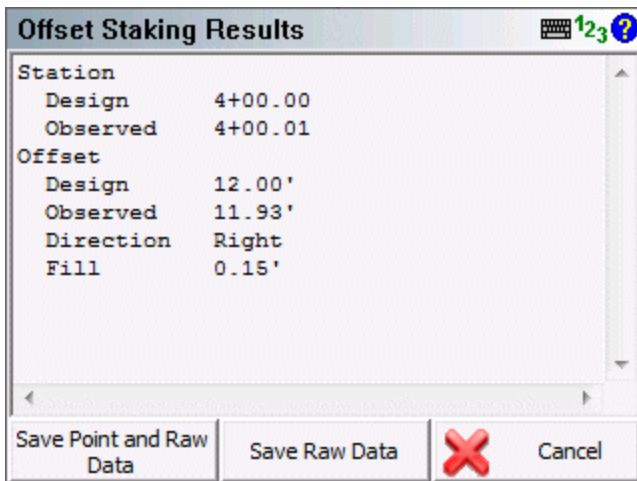 Offset Staking Results 123 ?
Station
Design 4+00.00
Observed 4+00.01
Offset
Design 12.00'
Observed 11.93'
Direction Right
Fill 0.15'
Save Point and Raw
Data
Save Raw Data
Cancel